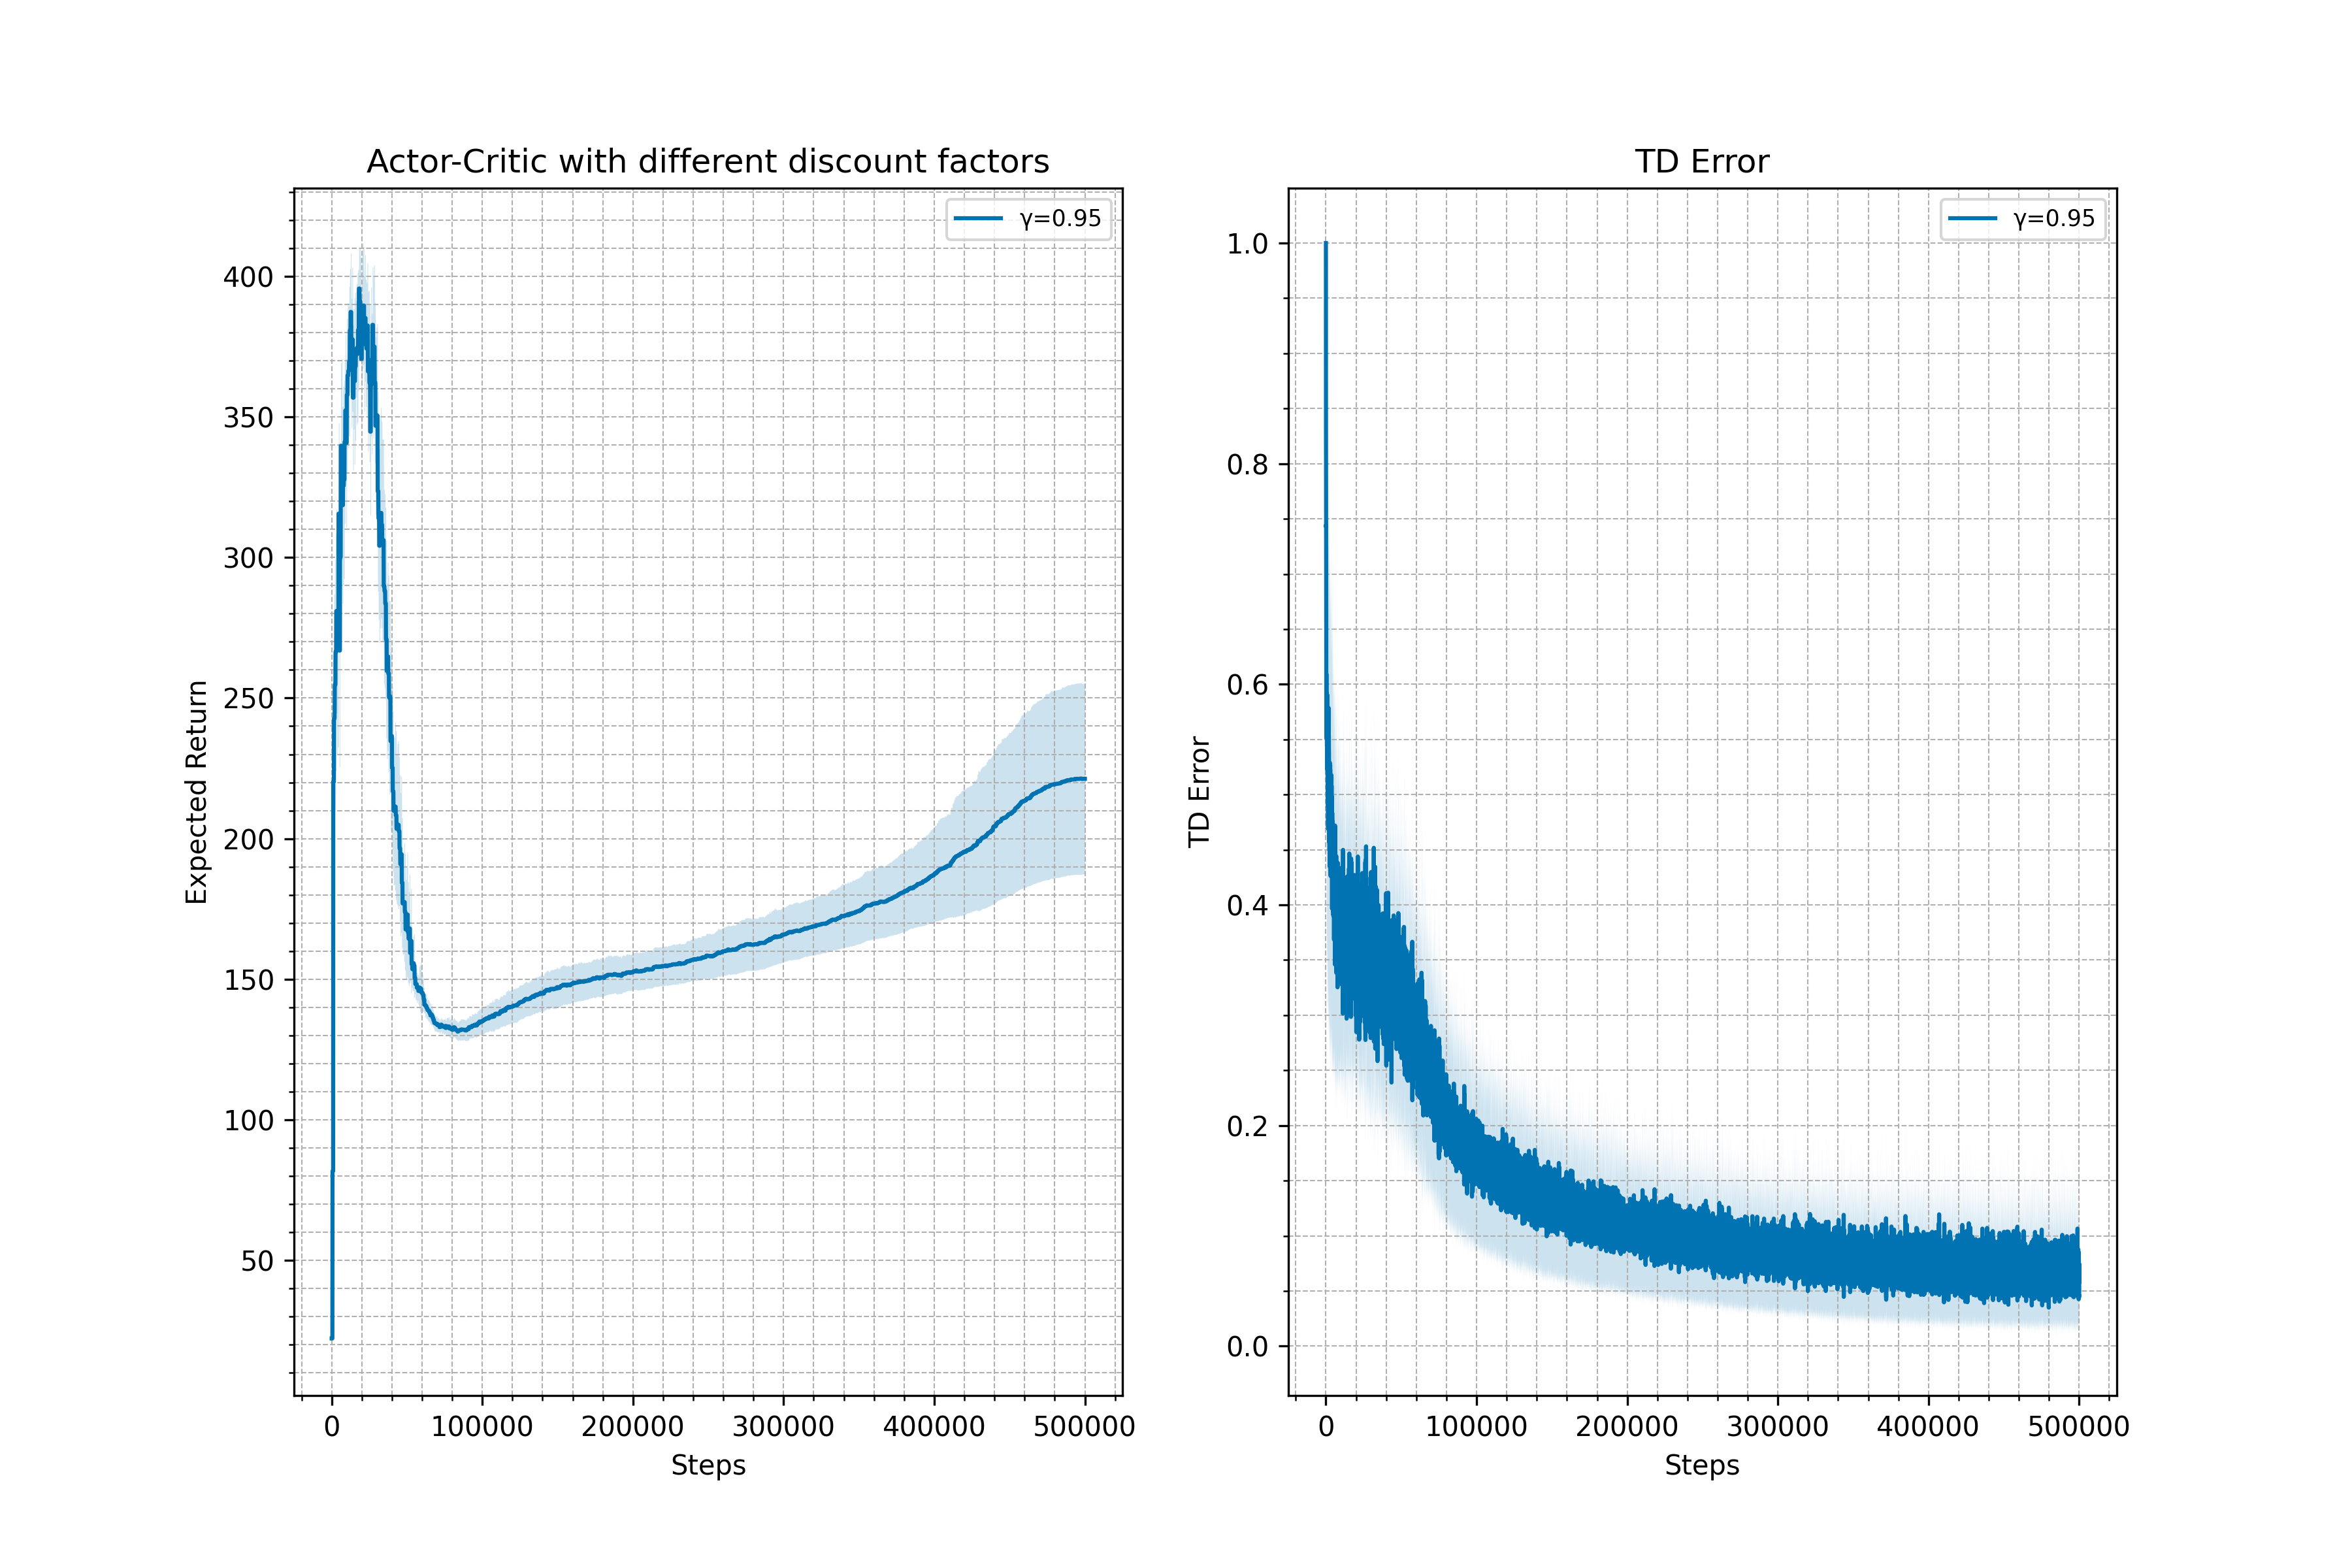 Actor-Critic with different discount factors
γ=0.95
400
350
300
250
200
150
100
50
Expected Return
0 100000 200000 300000 400000 500000
Steps
TD Error
γ=0.95
1.0
0.8
0.6
0.4
0.2
0.0
TD Error
0 100000 200000 300000 400000 500000
Steps